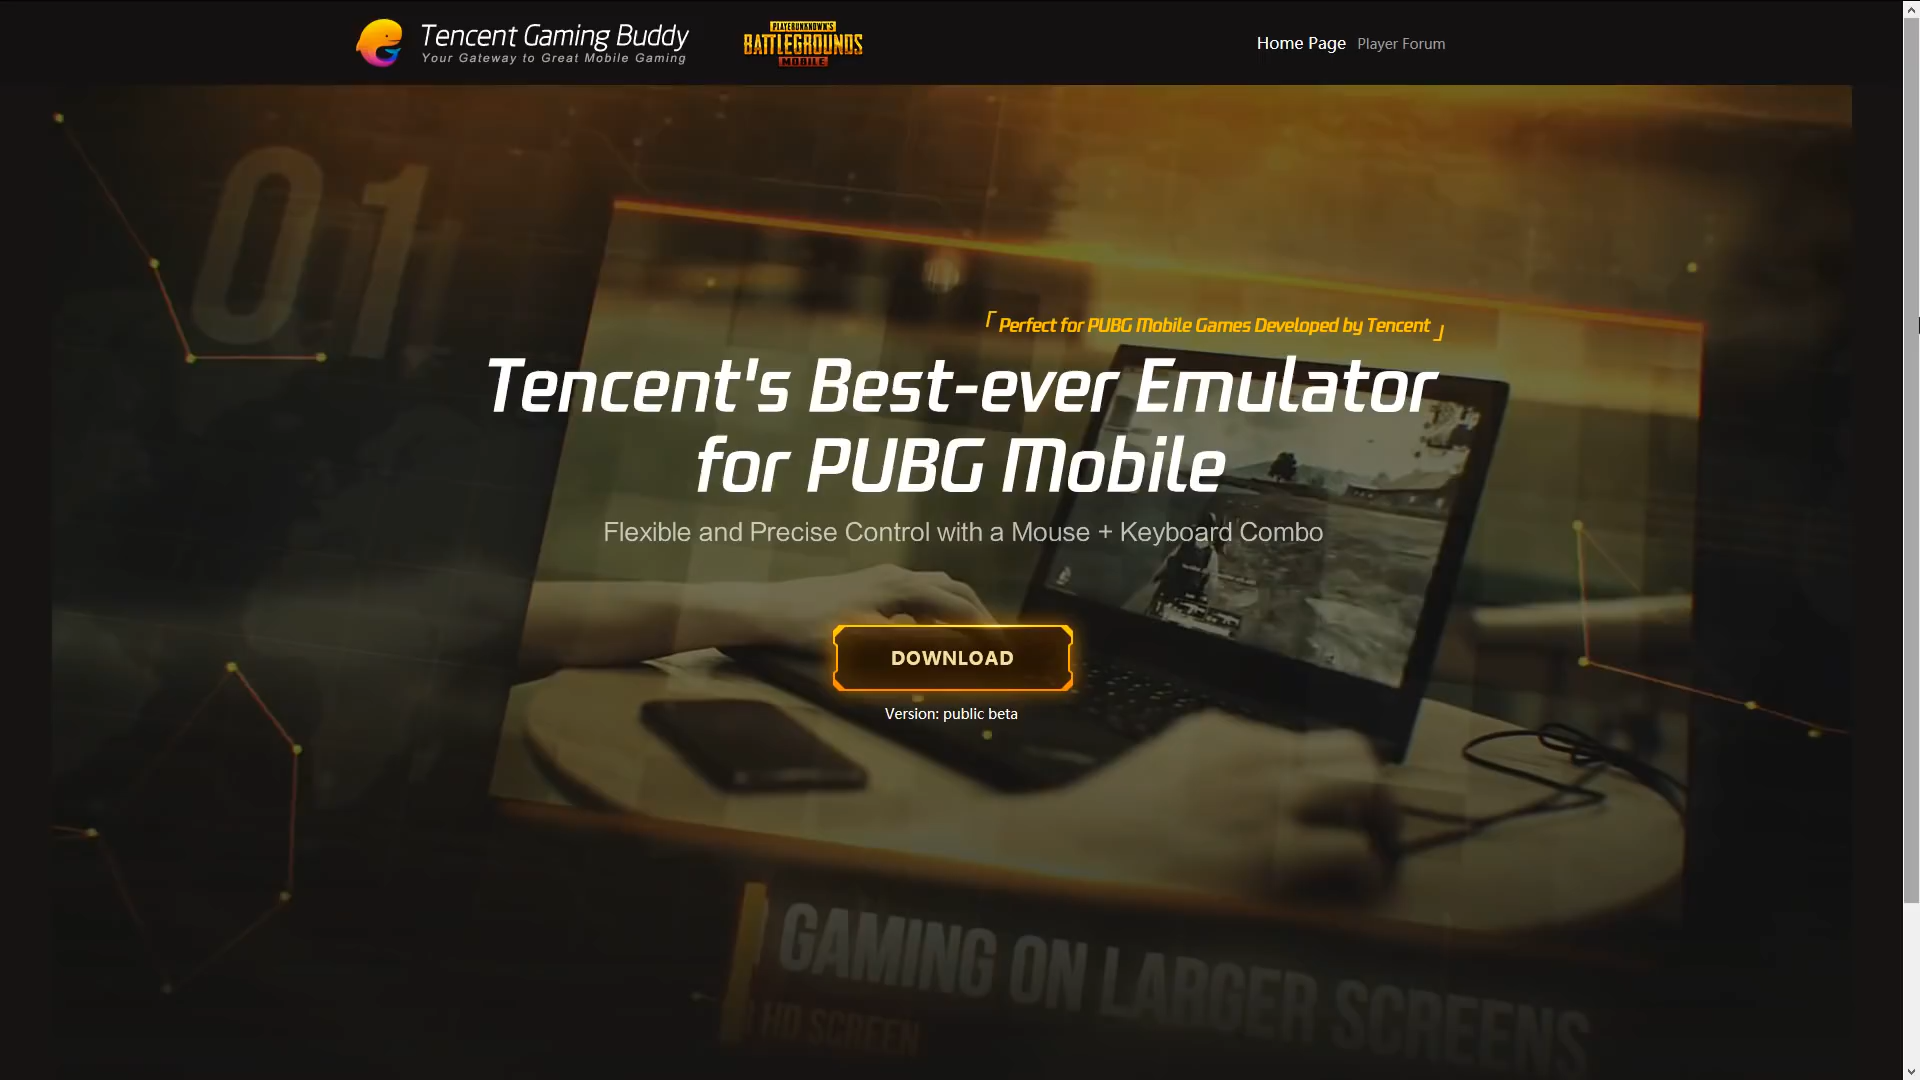 Tencent Gaming Buddy
Your Gateway to Great Mobile Gaming
PLAYERUNKNOWN'S
BATTLEGROUNDS
MOBILE
Home Page
Player Forum
01
「Perfect for PUBG Mobile Games Developed by Tencent」
Tencent's Best-ever Emulator
for PUBG Mobile
Flexible and Precise Control with a Mouse + Keyboard Combo
DOWNLOAD
Version: public beta
GAMING ON LARGER SCREENS
HD SCREEN